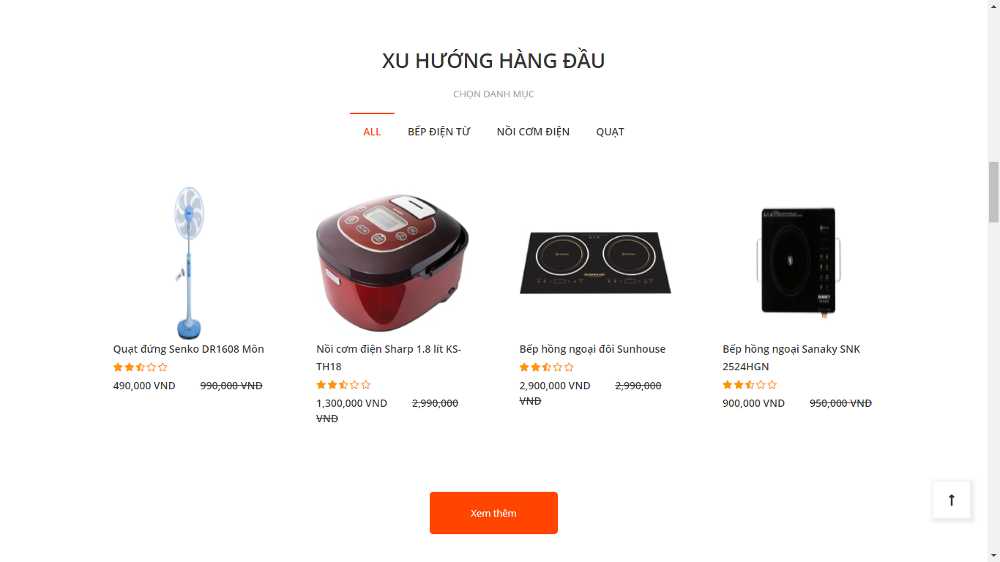 XU HƯỚNG HÀNG ĐẦU
CHỌN DANH MỤC
ALL BẾP ĐIỆN TỪ NỒI CƠM ĐIỆN QUẠT
Quạt đứng Senko DR1608 Môn
490,000 VND 990,000 VND
Nồi cơm điện Sharp 1.8 lít KS-
TH18
1,300,000 VND 2,990,000
VND
SUNHOUSE
Bếp hồng ngoại đôi Sunhouse
2,900,000 VND 2,990,000
VND
SANAKY
Bếp hồng ngoại Sanaky SNK
2524HGN
900,000 VND 950,000 VND
Xem thêm